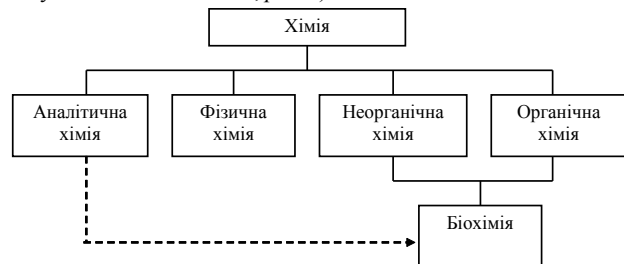 Хімія
Аналітична
хімія
Фізична
хімія
Неорганічна
хімія
Органічна
хімія
Біохімія